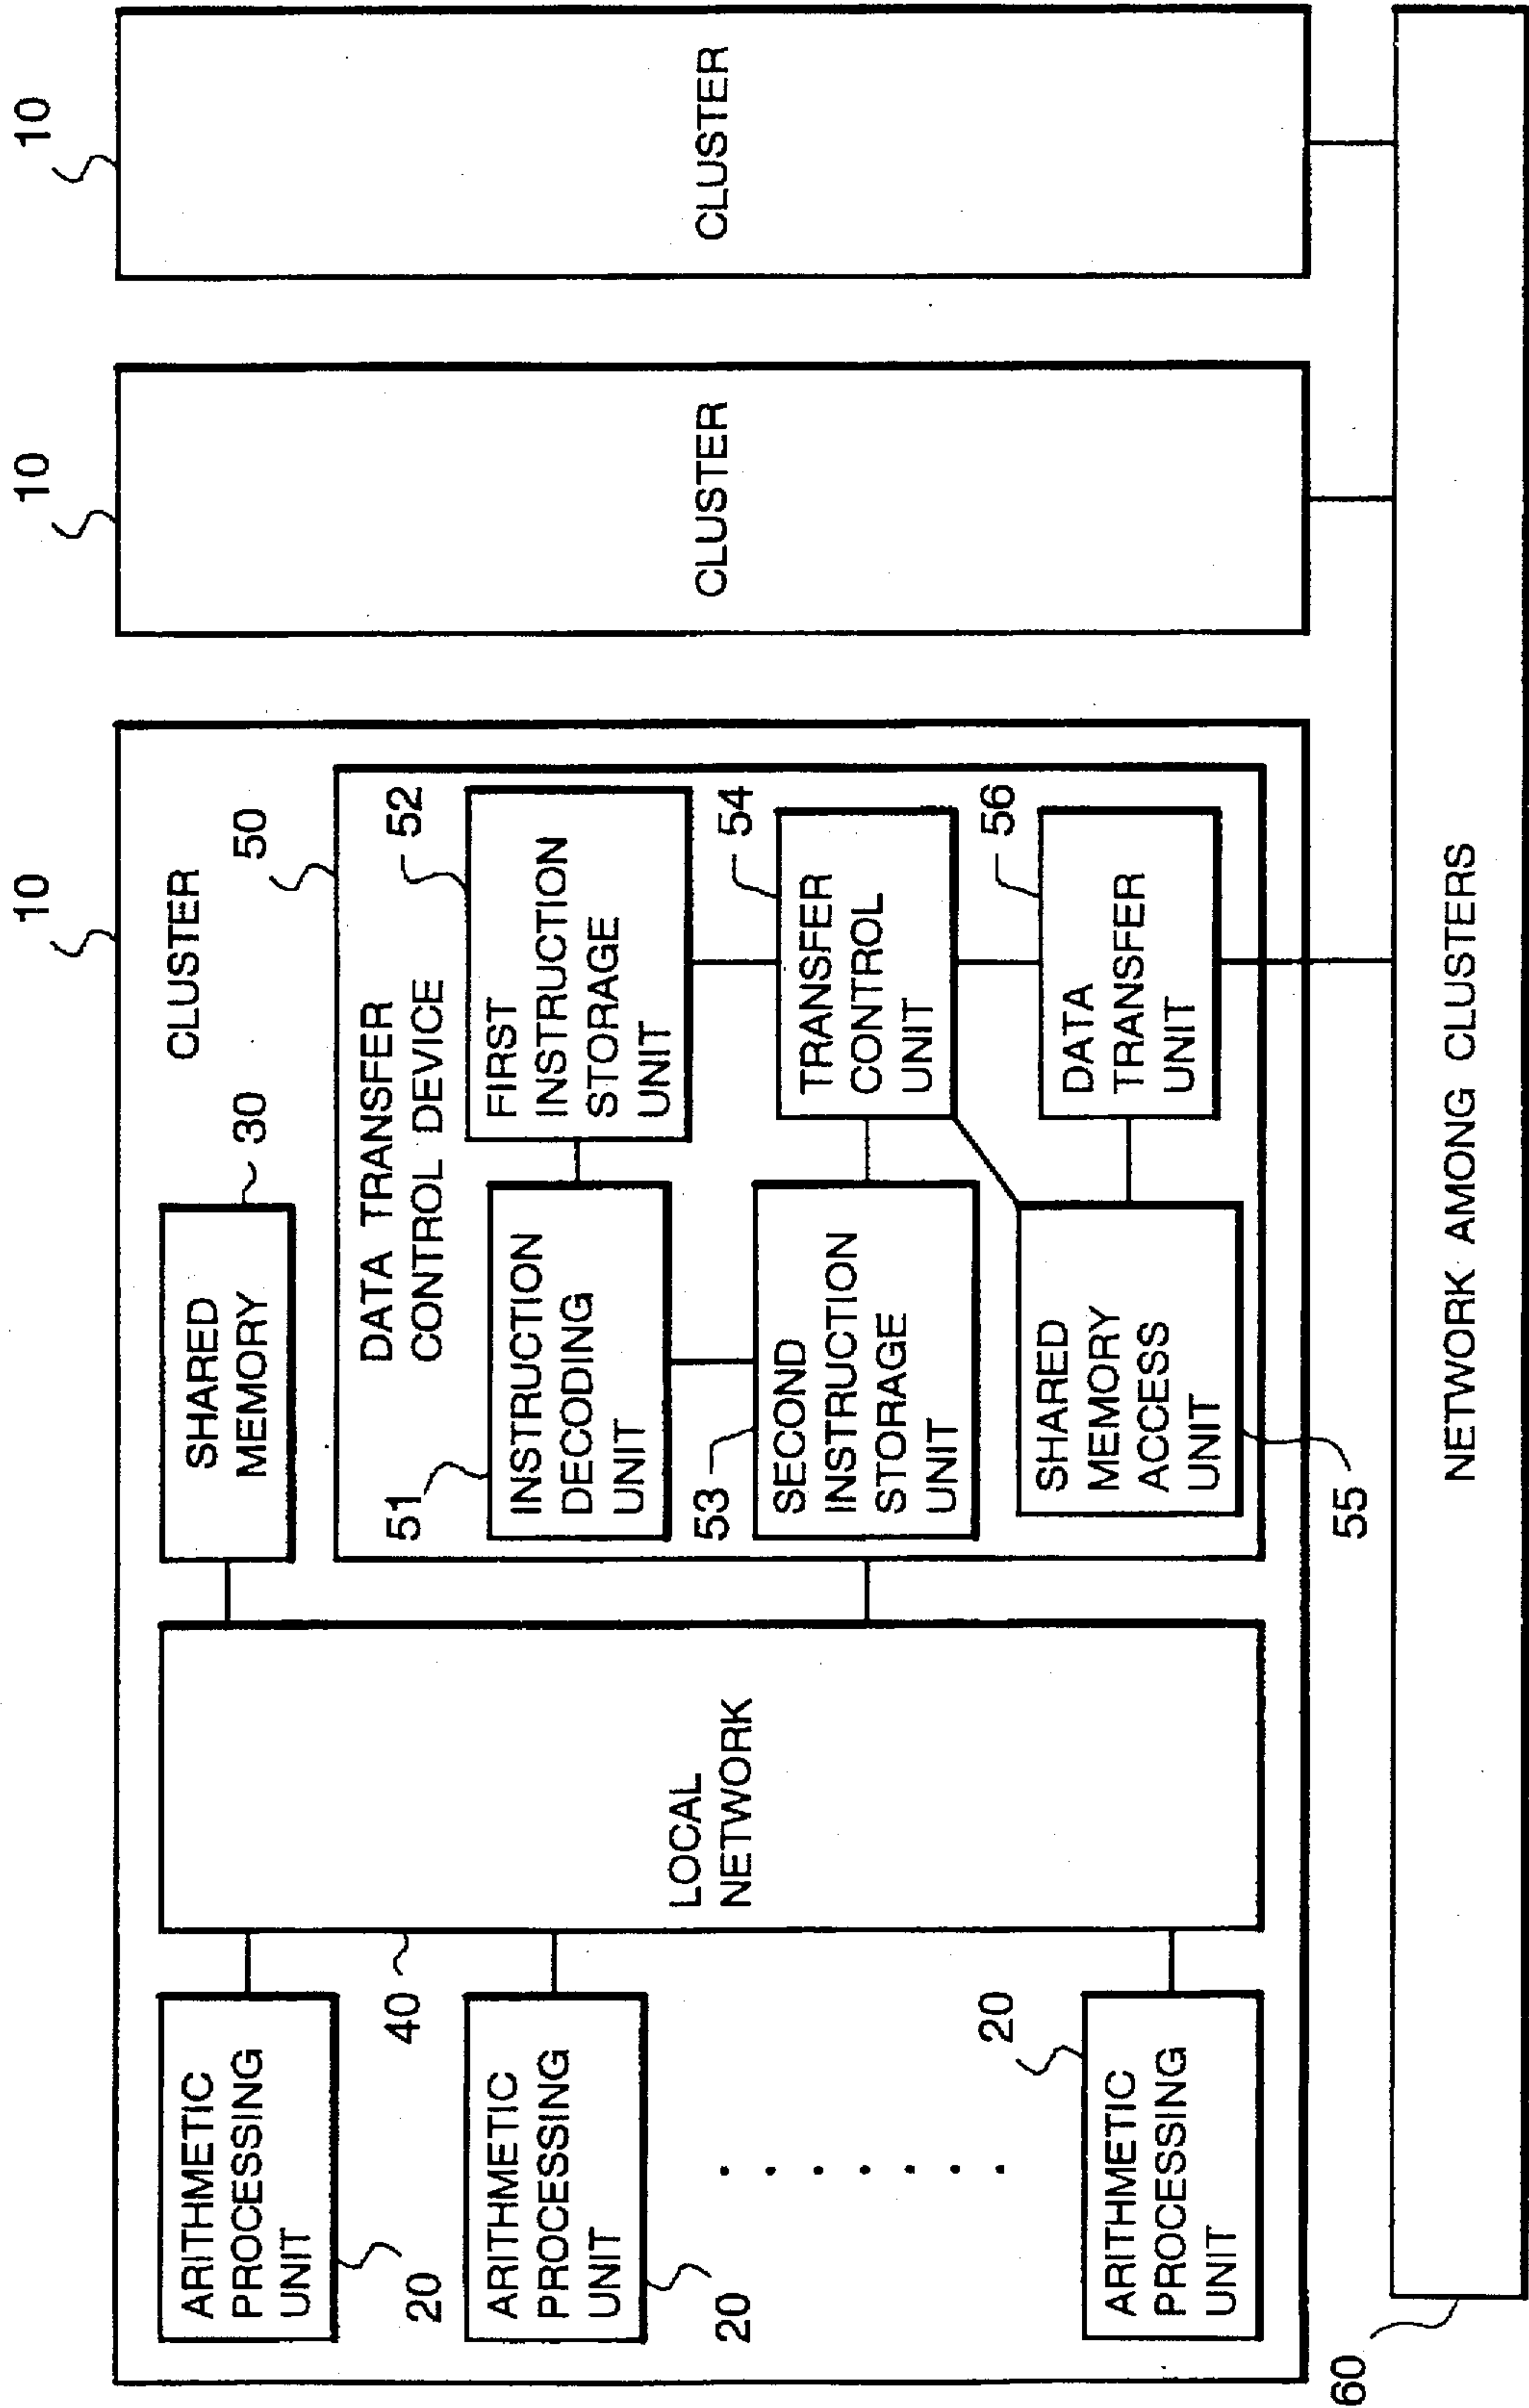 10
10
10
CLUSTER
CLUSTER
CLUSTER
SHARED
MEMORY
30
50
DATA TRANSFER
CONTROL DEVICE
51
INSTRUCTION
DECODING
UNIT
52
FIRST
INSTRUCTION
STORAGE
UNIT
53
SECOND
INSTRUCTION
STORAGE
UNIT
54
TRANSFER
CONTROL
UNIT
SHARED
MEMORY
ACCESS
UNIT
55
56
DATA
TRANSFER
UNIT
LOCAL
NETWORK
40
ARITHMETIC
PROCESSING
UNIT
20
ARITHMETIC
PROCESSING
UNIT
20
.......
20
ARITHMETIC
PROCESSING
UNIT
NETWORK AMONG CLUSTERS
60